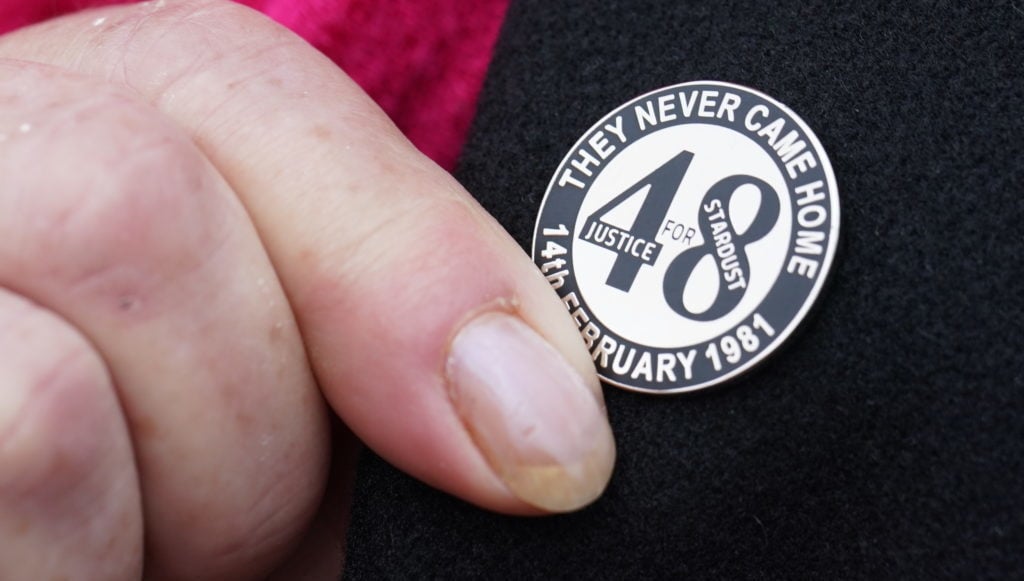 THEY NEVER CAME HOME
48
JUSTICE FOR STARDUST
14th FEBRUARY 1981